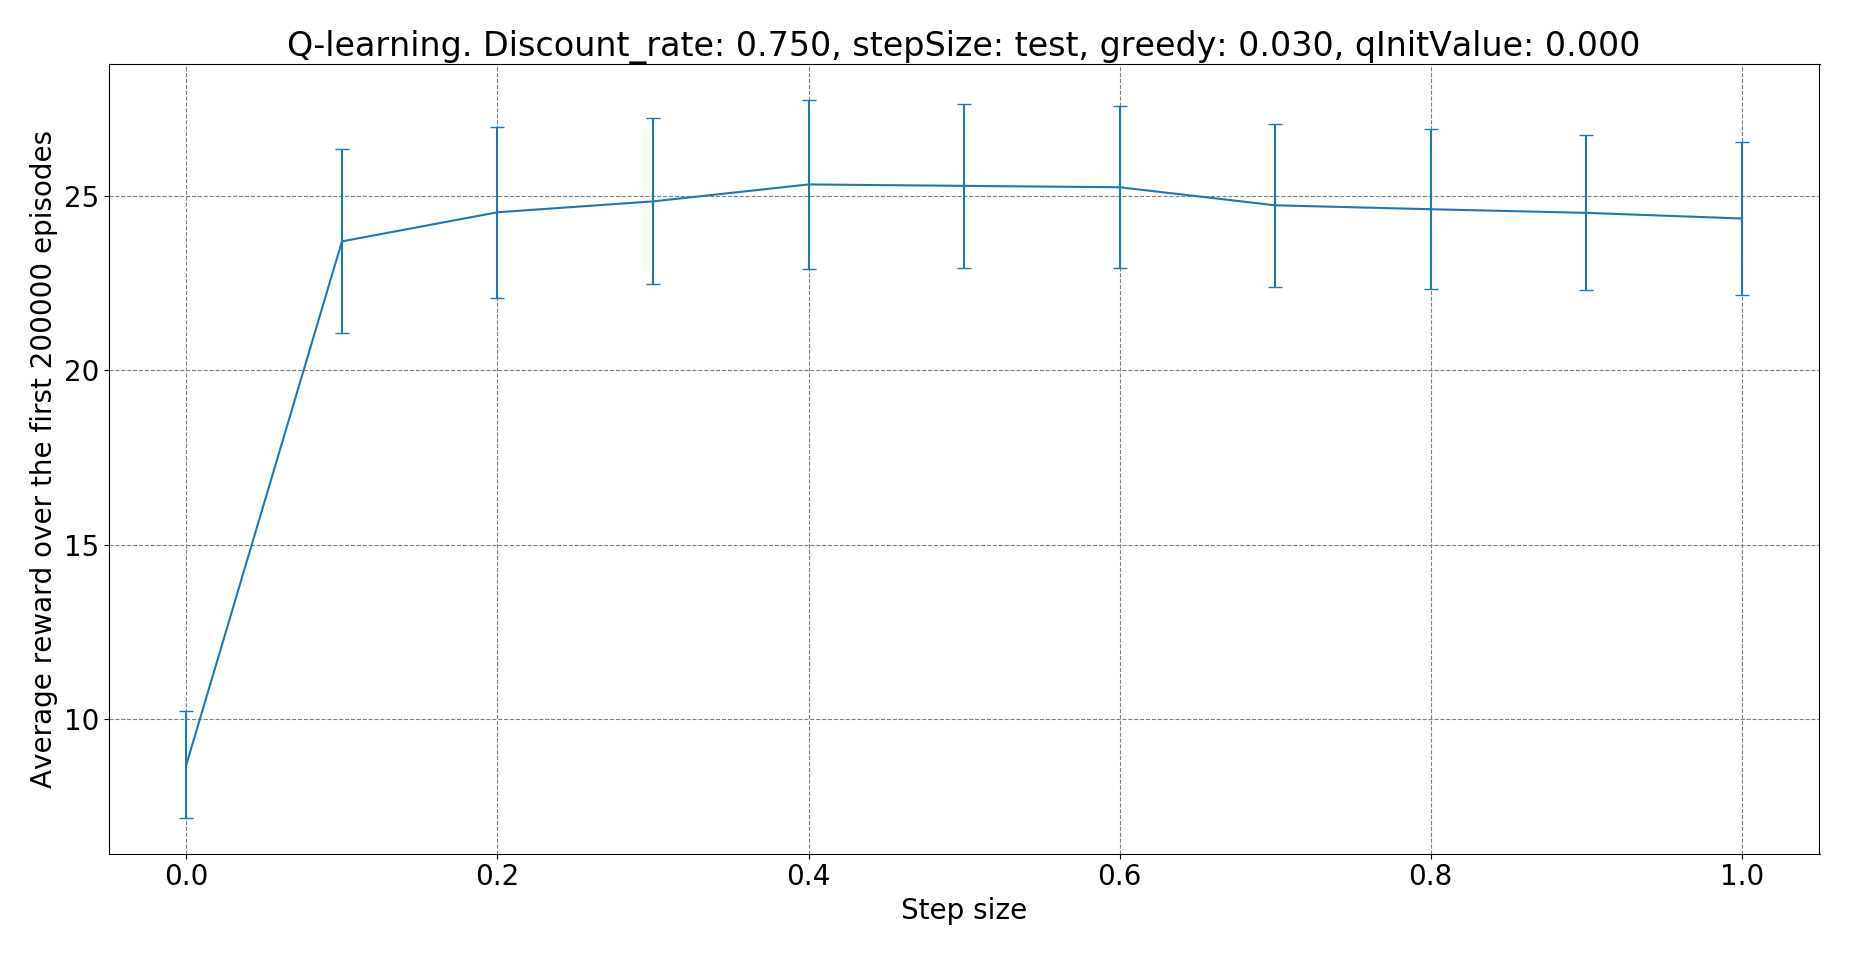 Q-learning. Discount_rate: 0.750, stepSize: test, greedy: 0.030, qInitValue: 0.000
Average reward over the first 200000 episodes
25
20
15
10
0.0 0.2 0.4 0.6 0.8 1.0
Step size